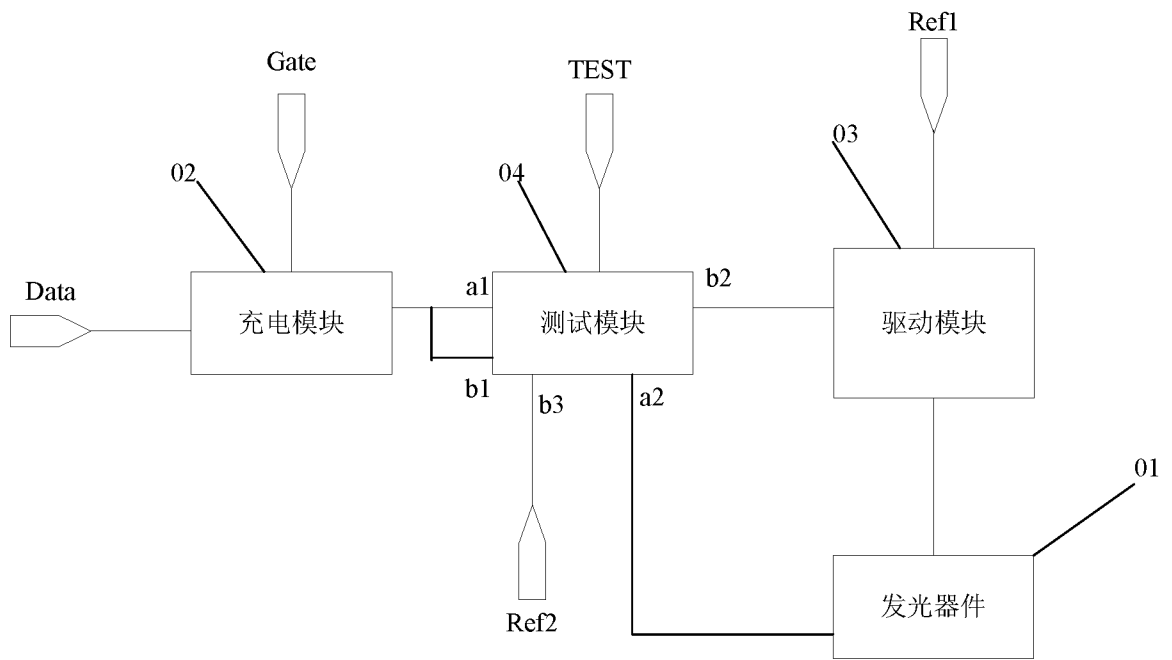 Ref1
Gate
TEST
03
02
04
Data
a1
b2
充电模块
测试模块
驱动模块
b1
b3
a2
01
发光器件
Ref2